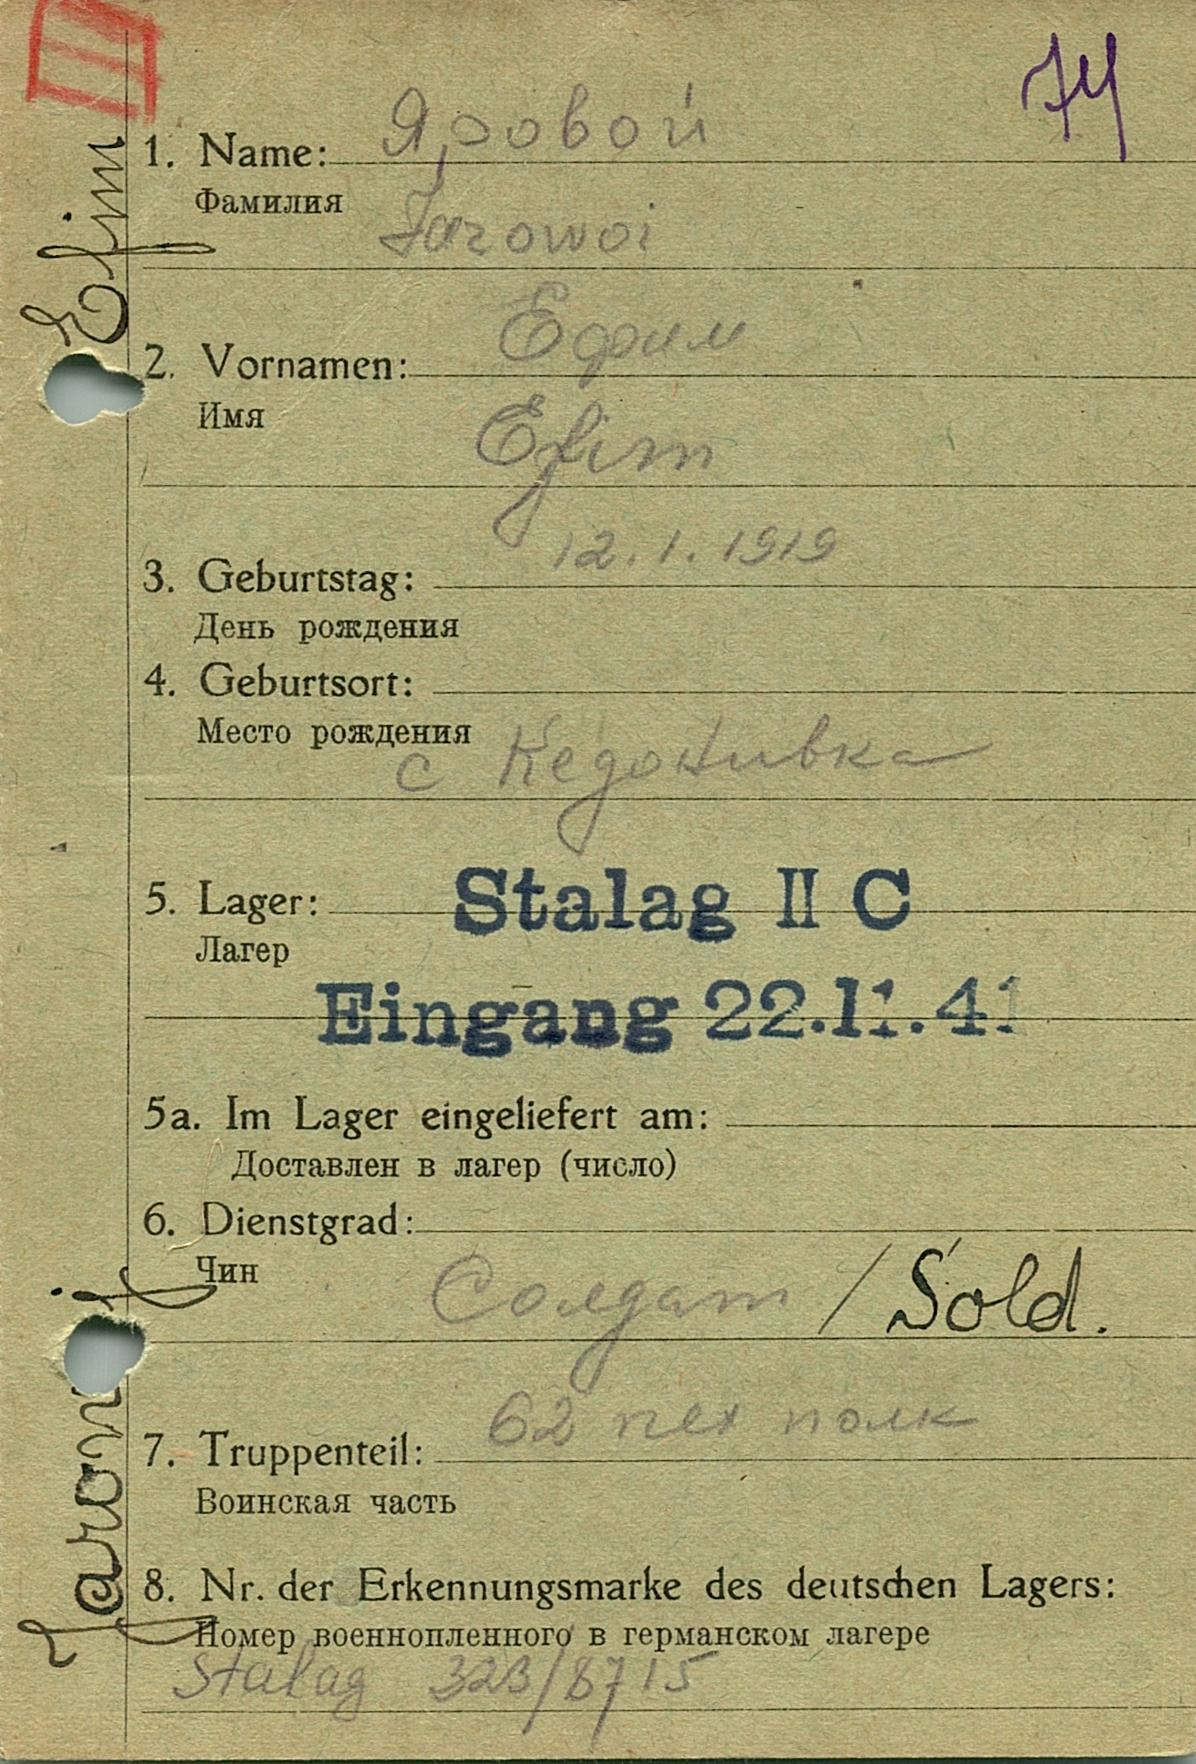 74
1. Name: Яровой
Фамилия
Jarowoi
2. Vornamen: Ефим
Имя
Efim
3. Geburtstag: 12.1.1919
День рождения
4. Geburtsort:
Место рождения
с
5. Lager: Stalag II C
Лагер
Eingang 22.11.41
5a. Im Lager eingeliefert am:
Доставлен в лагер (число)
6. Dienstgrad:
Чин
Солдат / Sold.
7. Truppenteil: 62 пех полк
Воинская часть
8. Nr. der Erkennungsmarke des deutschen Lagers:
Номер военнопленного в германском лагере
Stalag 323/8715
Efim